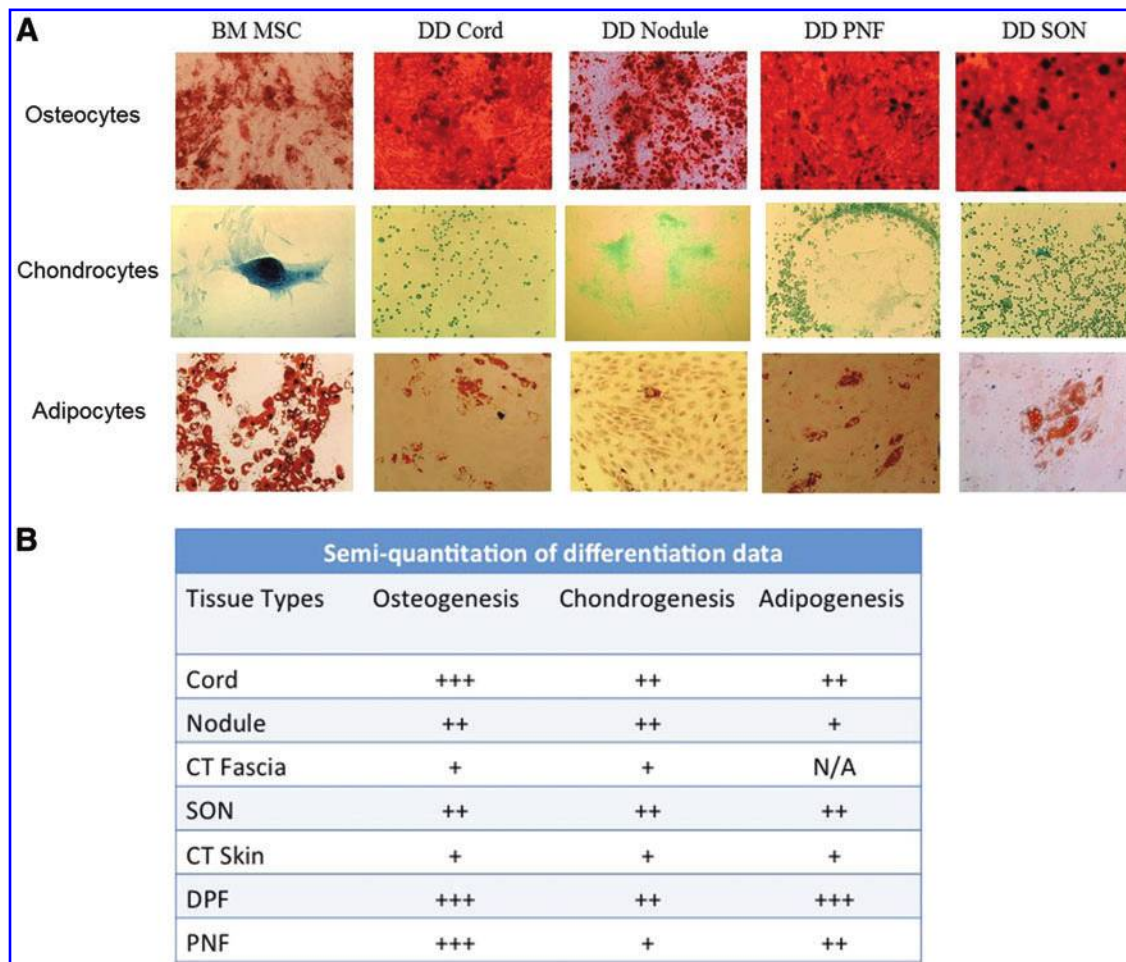 A
BM MSC DD Cord DD Nodule DD PNF DD SON
Osteocytes
Chondrocytes
Adipocytes
B
Semi-quantitation of differentiation data
Tissue Types Osteogenesis Chondrogenesis Adipogenesis
Cord +++ ++ ++
Nodule ++ ++ +
CT Fascia + + N/A
SON ++ ++ ++
CT Skin + + +
DPF +++ ++ +++
PNF +++ + ++